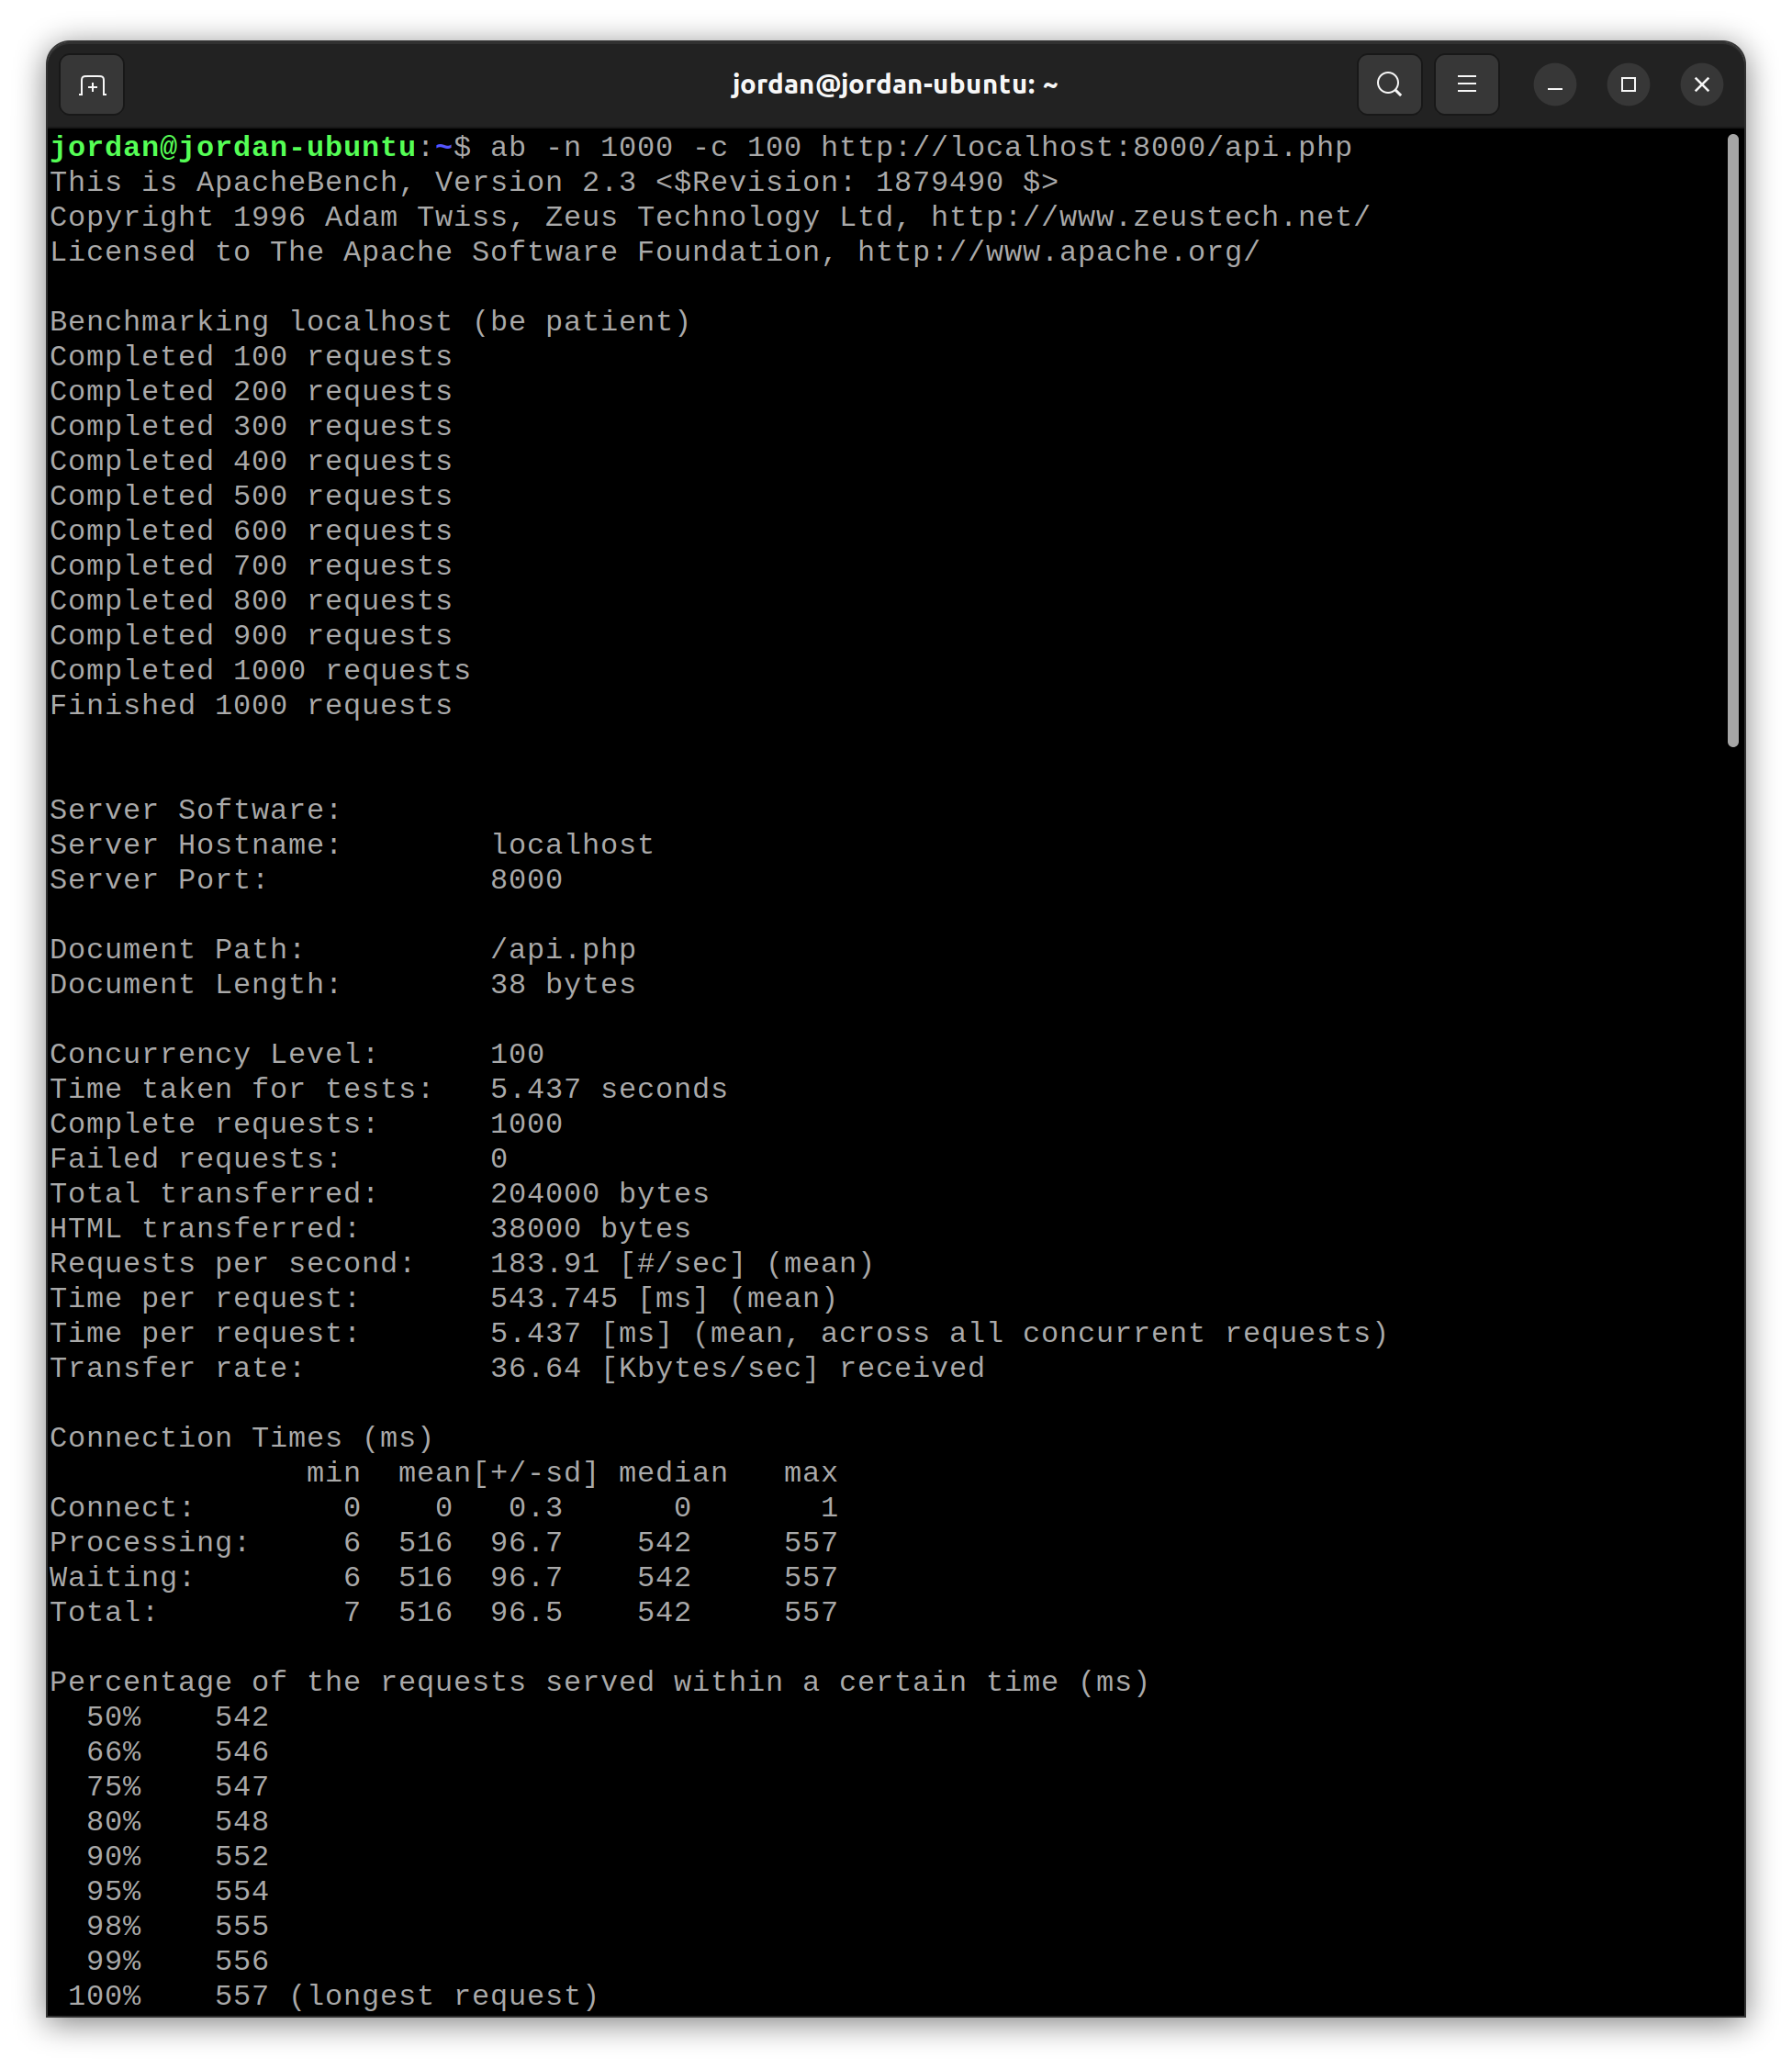 jordan@jordan-ubuntu: ~
jordan@jordan-ubuntu:~$ ab -n 1000 -c 100 http://localhost:8000/api.php
This is ApacheBench, Version 2.3 <$Revision: 1879490 $>
Copyright 1996 Adam Twiss, Zeus Technology Ltd, http://www.zeustech.net/
Licensed to The Apache Software Foundation, http://www.apache.org/

Benchmarking localhost (be patient)
Completed 100 requests
Completed 200 requests
Completed 300 requests
Completed 400 requests
Completed 500 requests
Completed 600 requests
Completed 700 requests
Completed 800 requests
Completed 900 requests
Completed 1000 requests
Finished 1000 requests


Server Software:
Server Hostname:        localhost
Server Port:            8000

Document Path:          /api.php
Document Length:        38 bytes

Concurrency Level:      100
Time taken for tests:   5.437 seconds
Complete requests:      1000
Failed requests:        0
Total transferred:      204000 bytes
HTML transferred:       38000 bytes
Requests per second:    183.91 [#/sec] (mean)
Time per request:       543.745 [ms] (mean)
Time per request:       5.437 [ms] (mean, across all concurrent requests)
Transfer rate:          36.64 [Kbytes/sec] received

Connection Times (ms)
              min  mean[+/-sd] median   max
Connect:        0    0   0.3      0       1
Processing:     6  516  96.7    542     557
Waiting:        6  516  96.7    542     557
Total:          7  516  96.5    542     557

Percentage of the requests served within a certain time (ms)
  50%    542
  66%    546
  75%    547
  80%    548
  90%    552
  95%    554
  98%    555
  99%    556
 100%    557 (longest request)